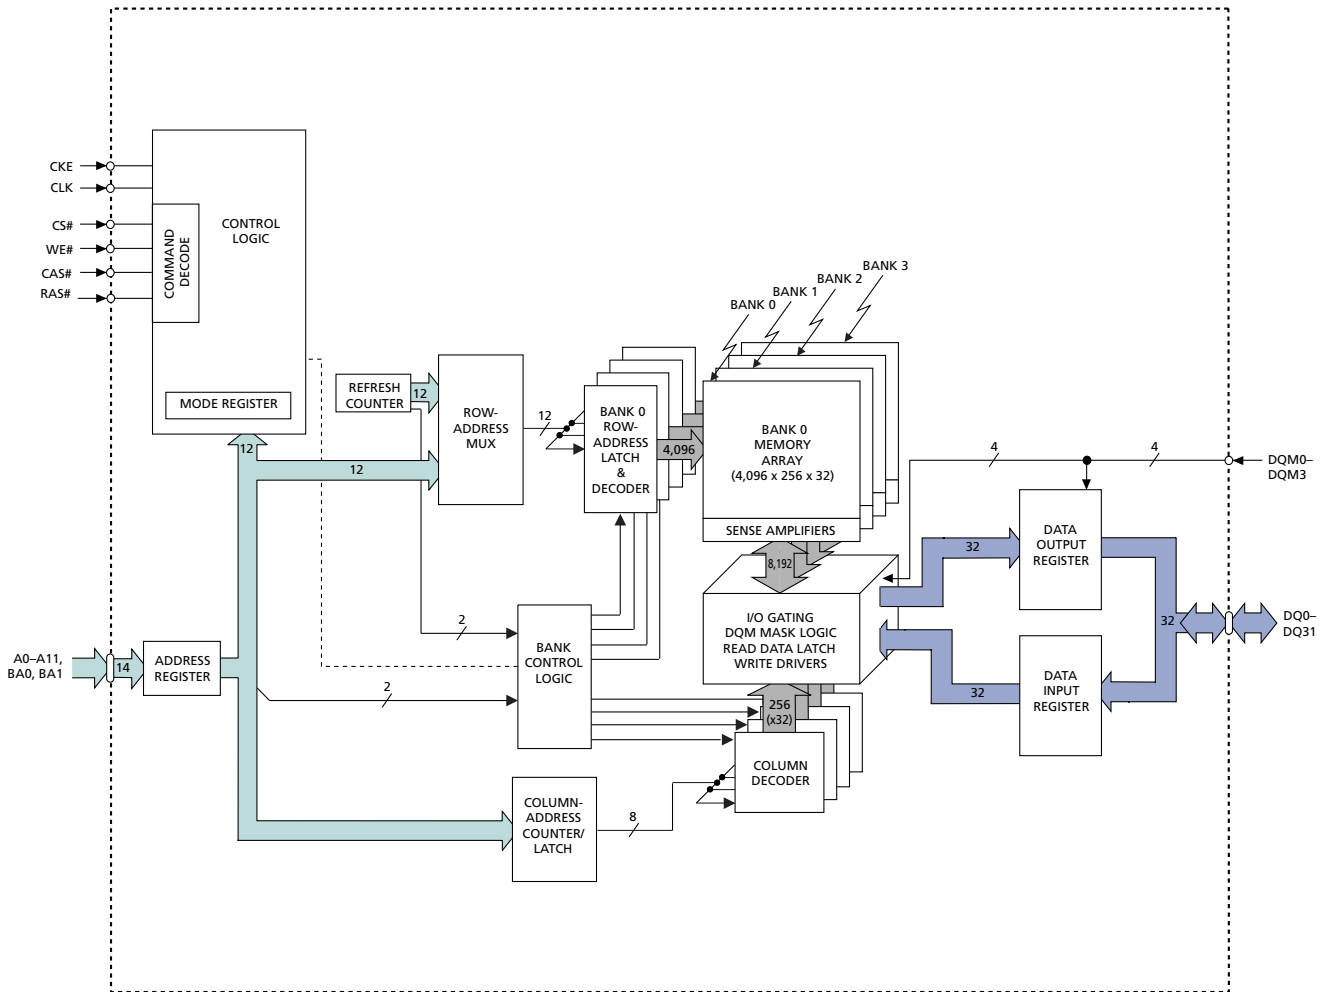 CKE
CLK
CS#
WE#
CAS#
RAS#
COMMAND
DECODE
CONTROL
LOGIC
MODE REGISTER
BANK 0
BANK 1
BANK 2
BANK 3
REFRESH
COUNTER
12
ROW-
ADDRESS
MUX
12
12
12
BANK 0
ROW-
ADDRESS
LATCH
&
DECODER
4,096
BANK 0
MEMORY
ARRAY
(4,096 x 256 x 32)
SENSE AMPLIFIERS
8,192
4
4
DQM0–
DQM3
DATA
OUTPUT
REGISTER
32
I/O GATING
DQM MASK LOGIC
READ DATA LATCH
WRITE DRIVERS
32
DQ0–
DQ31
DATA
INPUT
REGISTER
32
A0–A11,
BA0, BA1
14
ADDRESS
REGISTER
2
2
BANK
CONTROL
LOGIC
256
(x32)
COLUMN
DECODER
COLUMN-
ADDRESS
COUNTER/
LATCH
8